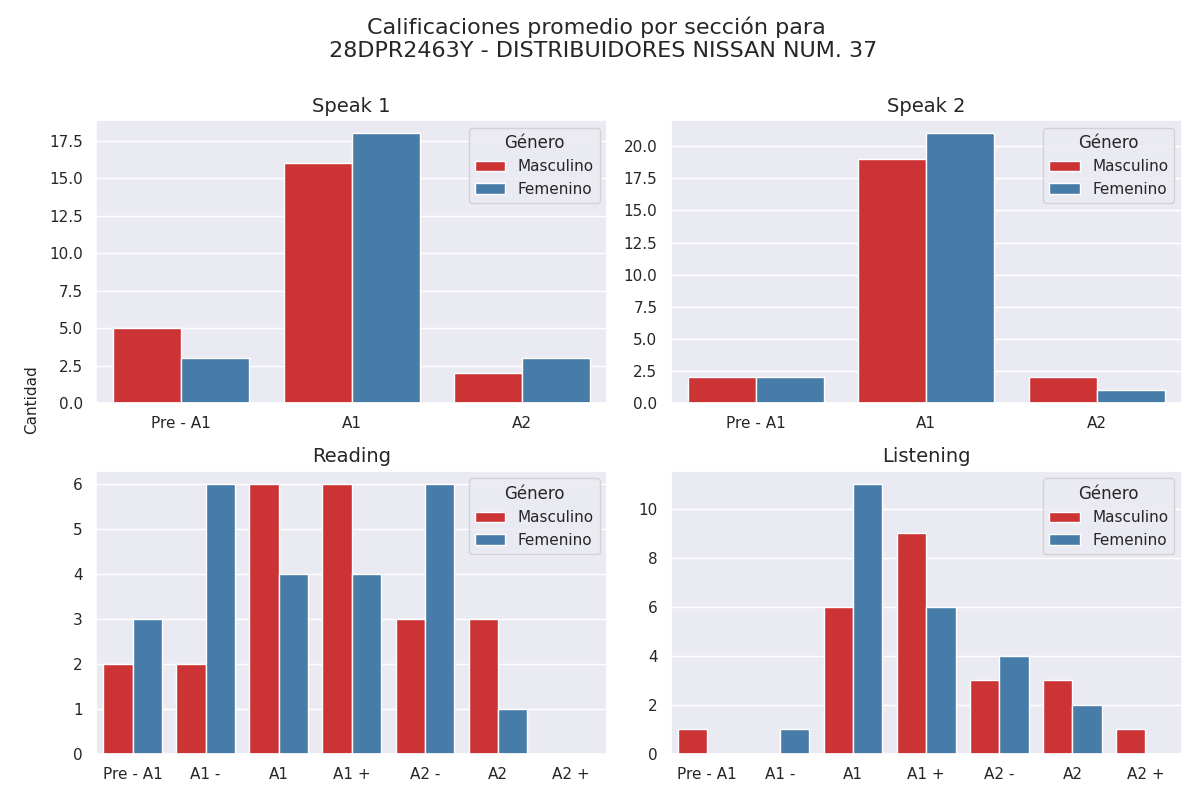 Calificaciones promedio por sección para
28DPR2463Y - DISTRIBUIDORES NISSAN NUM. 37
Cantidad
Speak 1
17.5
15.0
12.5
10.0
7.5
5.0
2.5
0.0
Pre - A1 A1 A2
Género
Masculino
Femenino
Speak 2
20.0
17.5
15.0
12.5
10.0
7.5
5.0
2.5
0.0
Pre - A1 A1 A2
Género
Masculino
Femenino
Reading
6
5
4
3
2
1
0
Pre - A1 A1 - A1 A1 + A2 - A2 A2 +
Género
Masculino
Femenino
Listening
10
8
6
4
2
0
Pre - A1 A1 - A1 A1 + A2 - A2 A2 +
Género
Masculino
Femenino